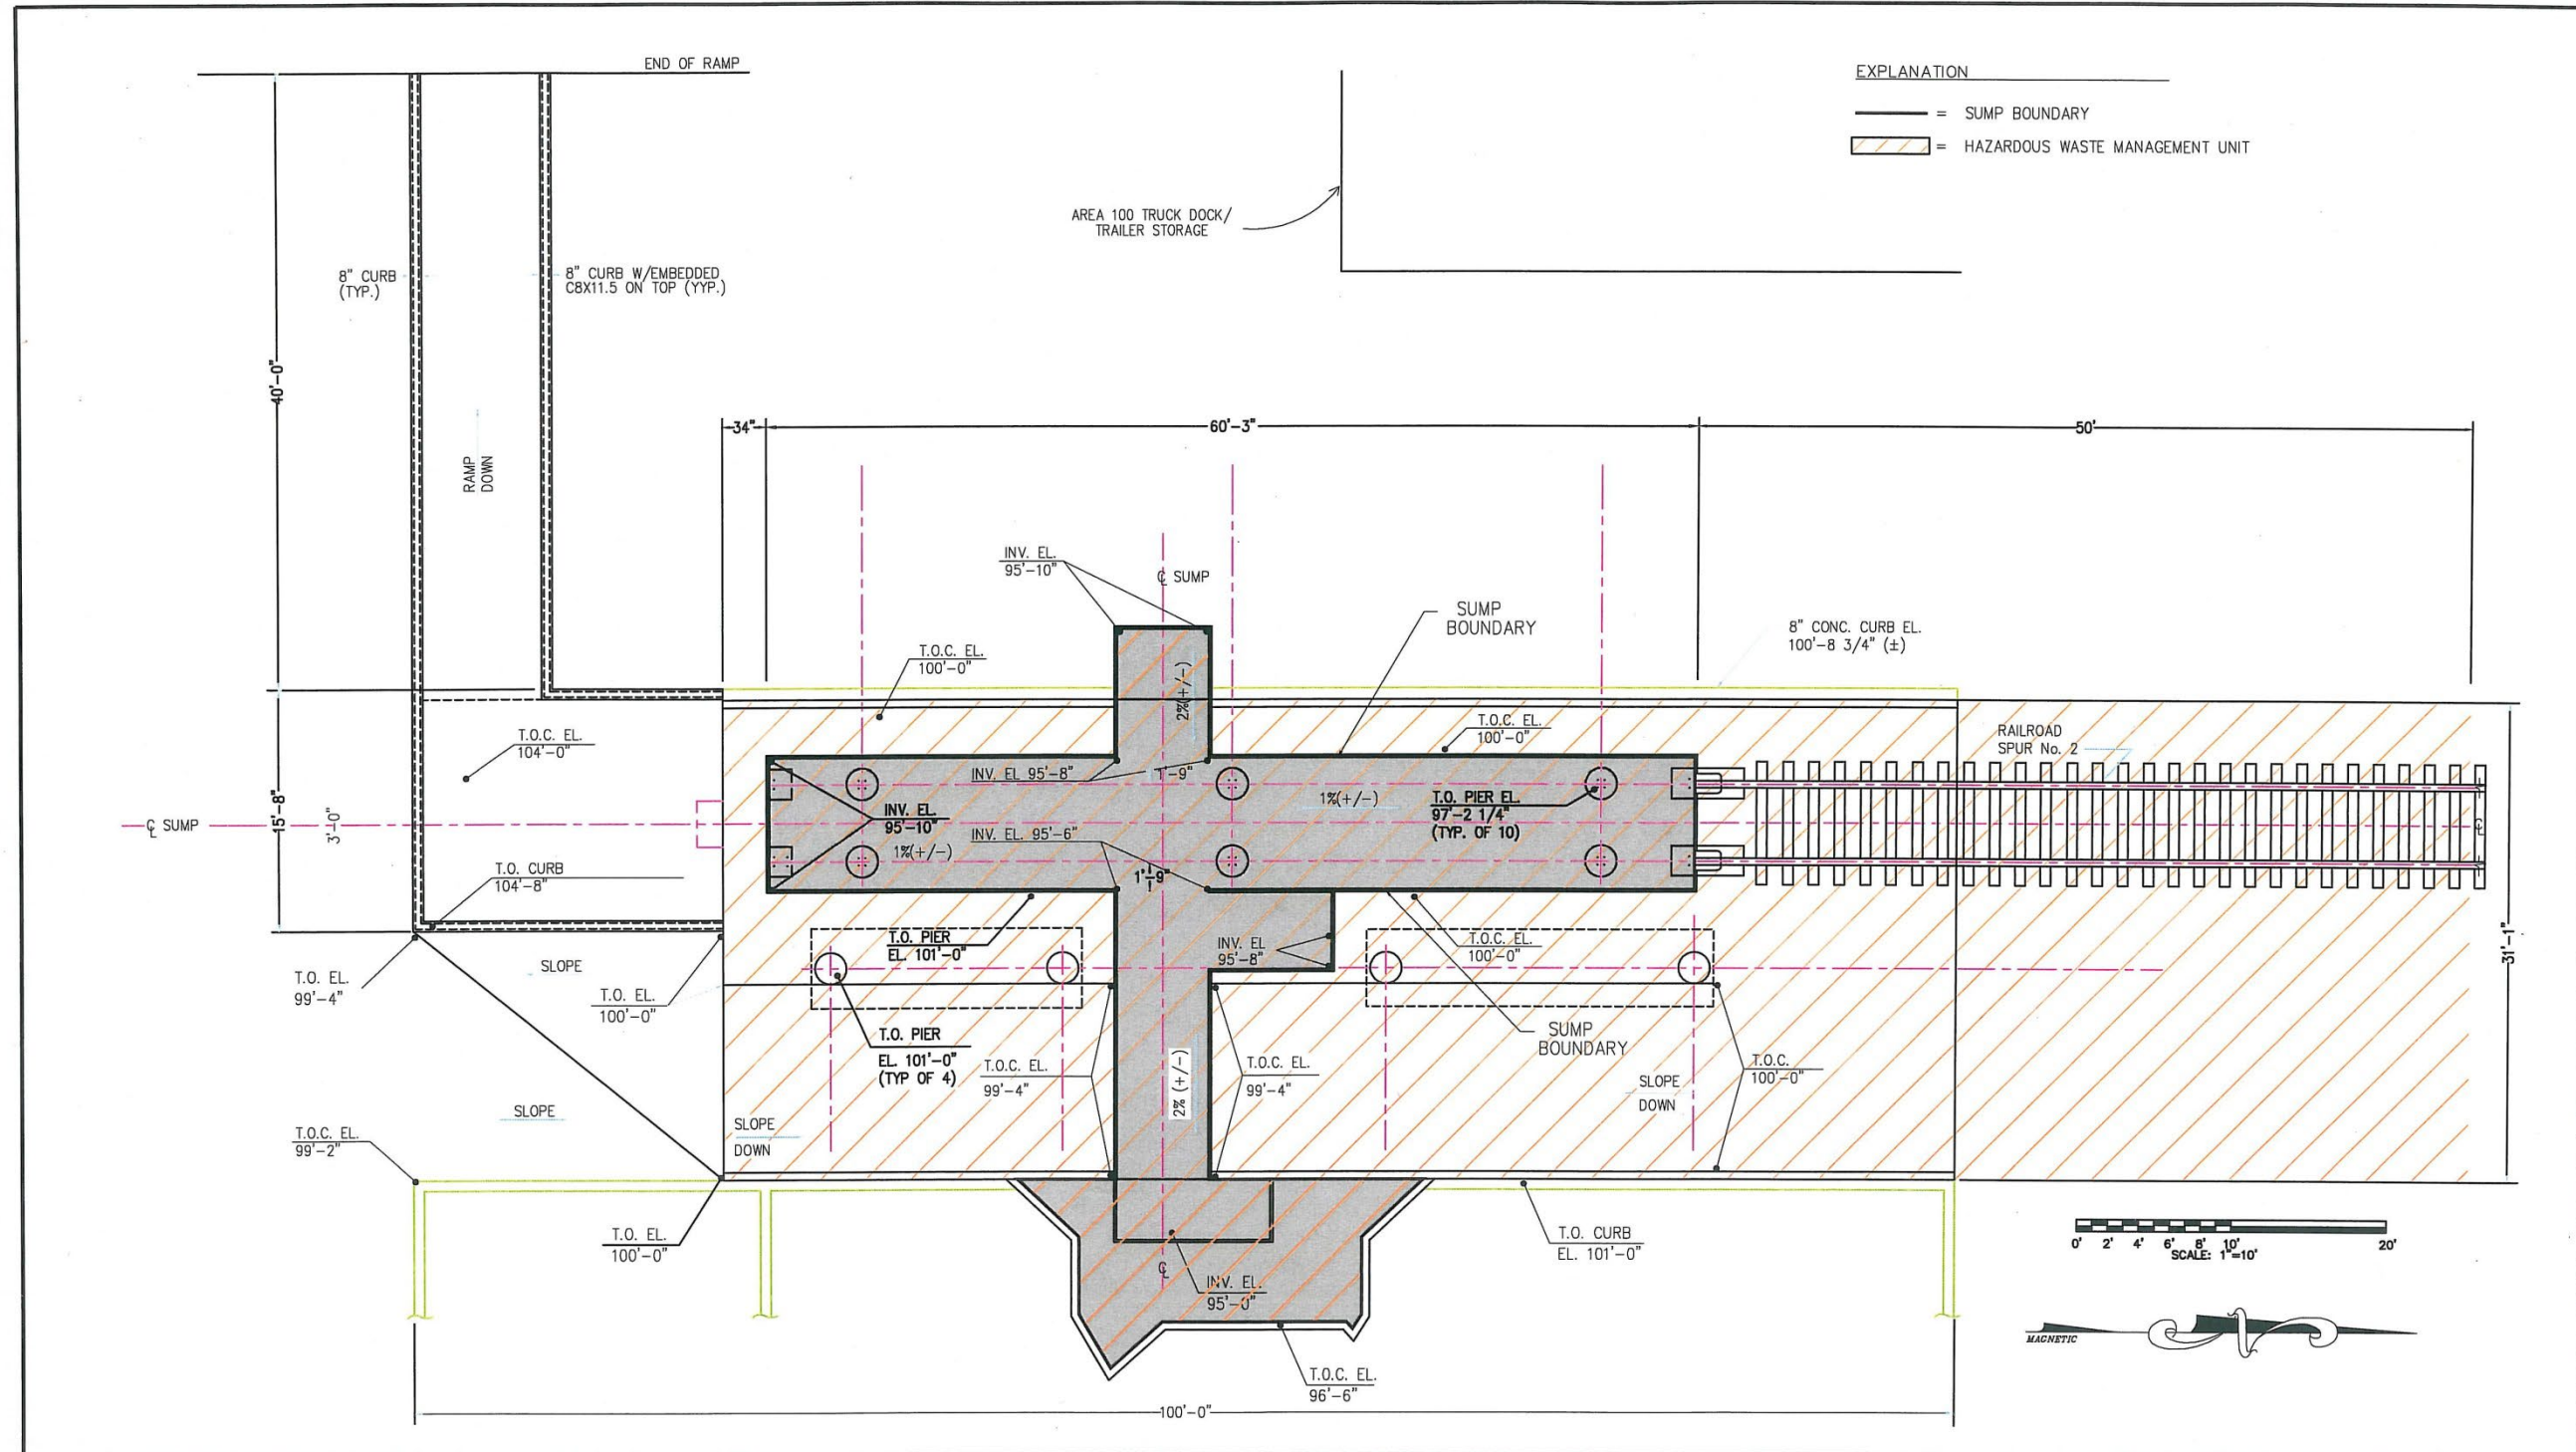 END OF RAMP
EXPLANATION
= SUMP BOUNDARY
= HAZARDOUS WASTE MANAGEMENT UNIT
AREA 100 TRUCK DOCK/
TRAILER STORAGE
8" CURB
(TYP.)
8" CURB W/EMBEDDED
C8X11.5 ON TOP (YYP.)
40'-0"
RAMP
DOWN
34"
60'-3"
50'
INV. EL.
95'-10"
℄ SUMP
SUMP
BOUNDARY
8" CONC. CURB EL.
100'-8 3/4" (±)
T.O.C. EL.
100'-0"
2%(+/-)
T.O.C. EL.
100'-0"
RAILROAD
SPUR No. 2
T.O.C. EL.
104'-0"
INV. EL 95'-8"
1'-9"
INV. EL.
95'-10"
1%(+/-)
T.O. PIER EL.
97'-2 1/4"
(TYP. OF 10)
℄ SUMP
15'-8"
3'-0"
INV. EL. 95'-6"
1%(+/-)
℄
T.O. CURB
104'-8"
1'-9"
T.O. PIER
EL. 101'-0"
INV. EL
95'-8"
T.O.C. EL.
100'-0"
31'-1"
T.O. EL.
99'-4"
SLOPE
T.O. EL.
100'-0"
T.O. PIER
EL. 101'-0"
(TYP OF 4)
T.O.C. EL.
99'-4"
2% (+/-)
T.O.C. EL.
99'-4"
SUMP
BOUNDARY
SLOPE
DOWN
T.O.C.
100'-0"
SLOPE
SLOPE
DOWN
T.O.C. EL.
99'-2"
T.O. EL.
100'-0"
℄
INV. EL.
95'-0"
T.O. CURB
EL. 101'-0"
0' 2' 4' 6' 8' 10' 20'
SCALE: 1"=10'
MAGNETIC
T.O.C. EL.
96'-6"
100'-0"